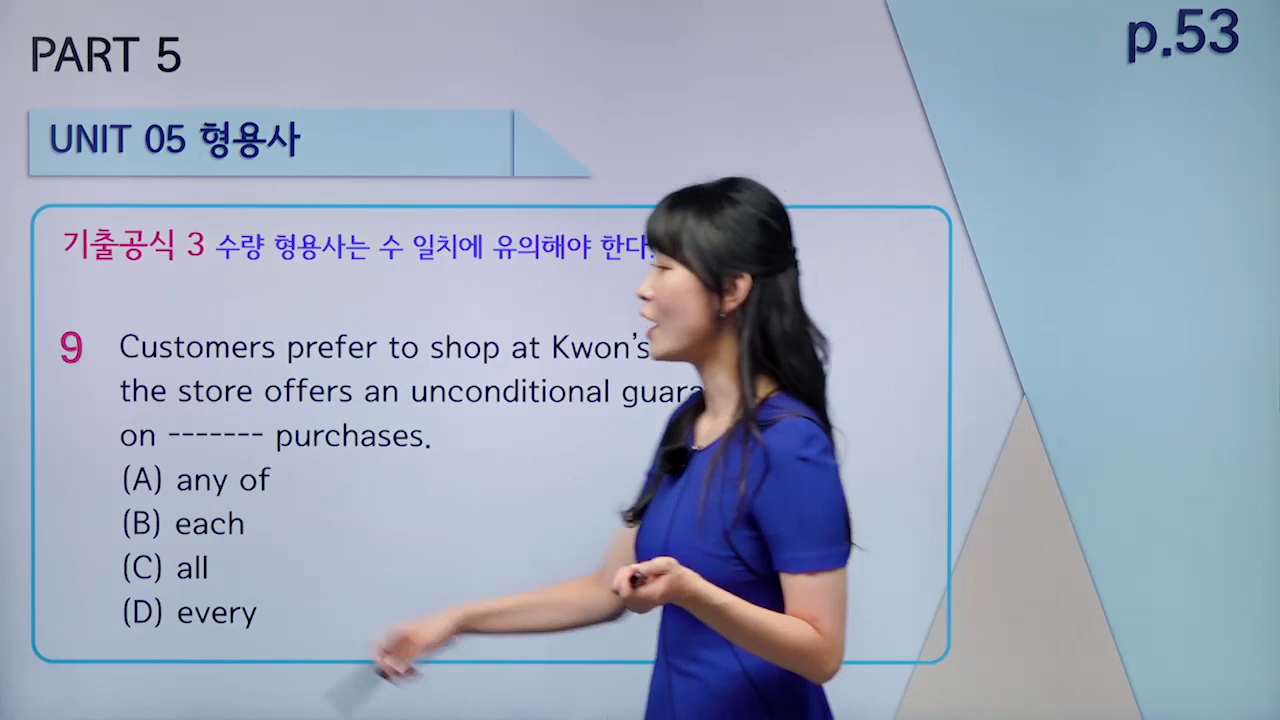 PART 5
p.53
UNIT 05 형용사
기출공식 3 수량 형용사는 수 일치에 유의해야 한다.
9 Customers prefer to shop at Kwon's
the store offers an unconditional
on ------- purchases.
(A) any of
(B) each
(C) all
(D) every